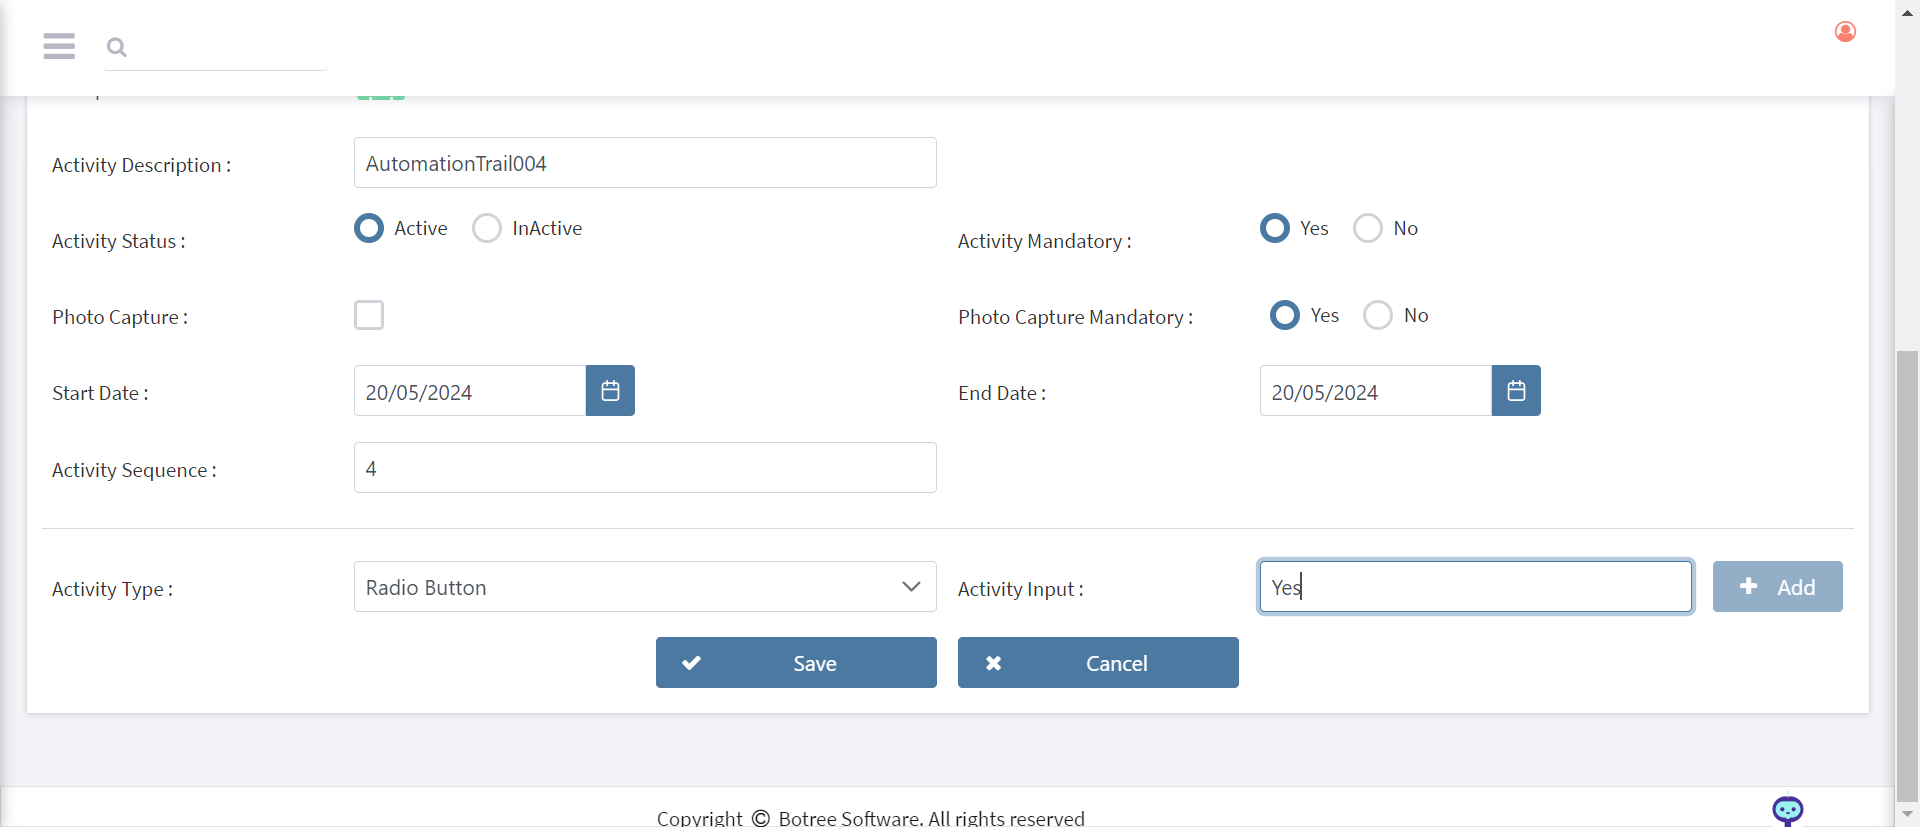 Activity Description :
AutomationTrail004
Activity Status :
Active
InActive
Activity Mandatory :
Yes
No
Photo Capture :
Photo Capture Mandatory :
Yes
No
Start Date :
20/05/2024
End Date :
20/05/2024
Activity Sequence :
4
Activity Type :
Radio Button
Activity Input :
Yes
Add
Save
Cancel
Copyright © Botree Software. All rights reserved